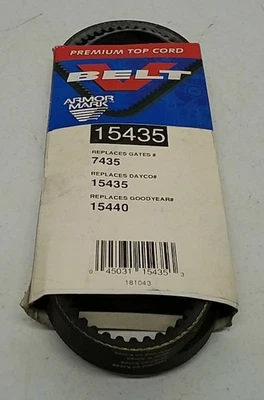 PREMIUM TOP CORD
V
BELT
ARMOR
MARK
15435
REPLACES GATES #
7435
REPLACES DAYCO#
15435
REPLACES GOODYEAR#
15440
0 45031 15435 3
181043